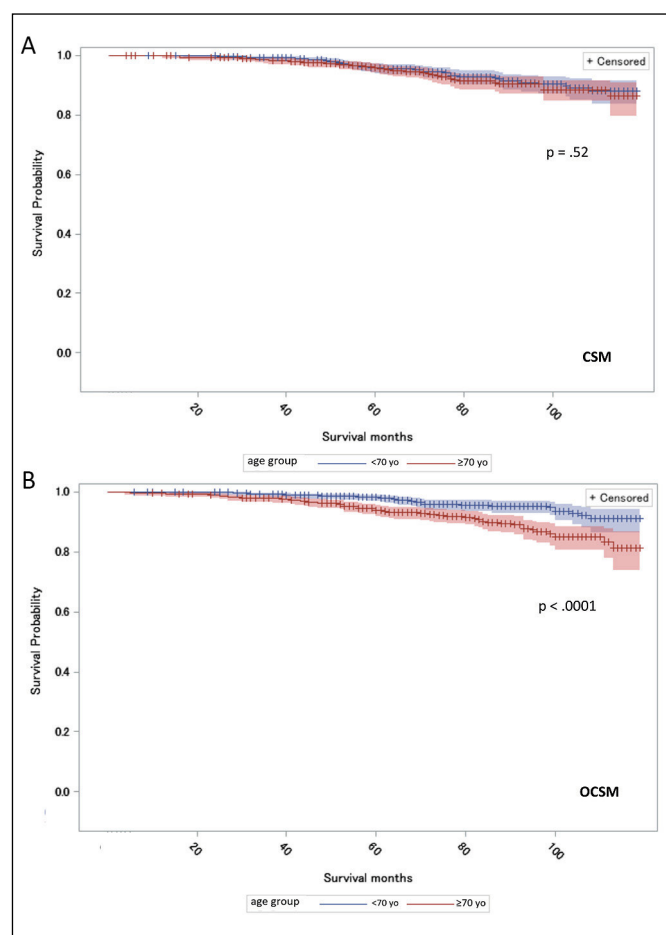 A
1.0
+ Censored
0.8
p = .52
0.6
0.4
0.2
0.0
CSM
Survival Probability
20 40 60 80 100
Survival months
age group <70 yo ≥70 yo
B
1.0
+ Censored
0.8
p < .0001
0.6
0.4
0.2
0.0
OCSM
Survival Probability
20 40 60 80 100
Survival months
age group <70 yo ≥70 yo